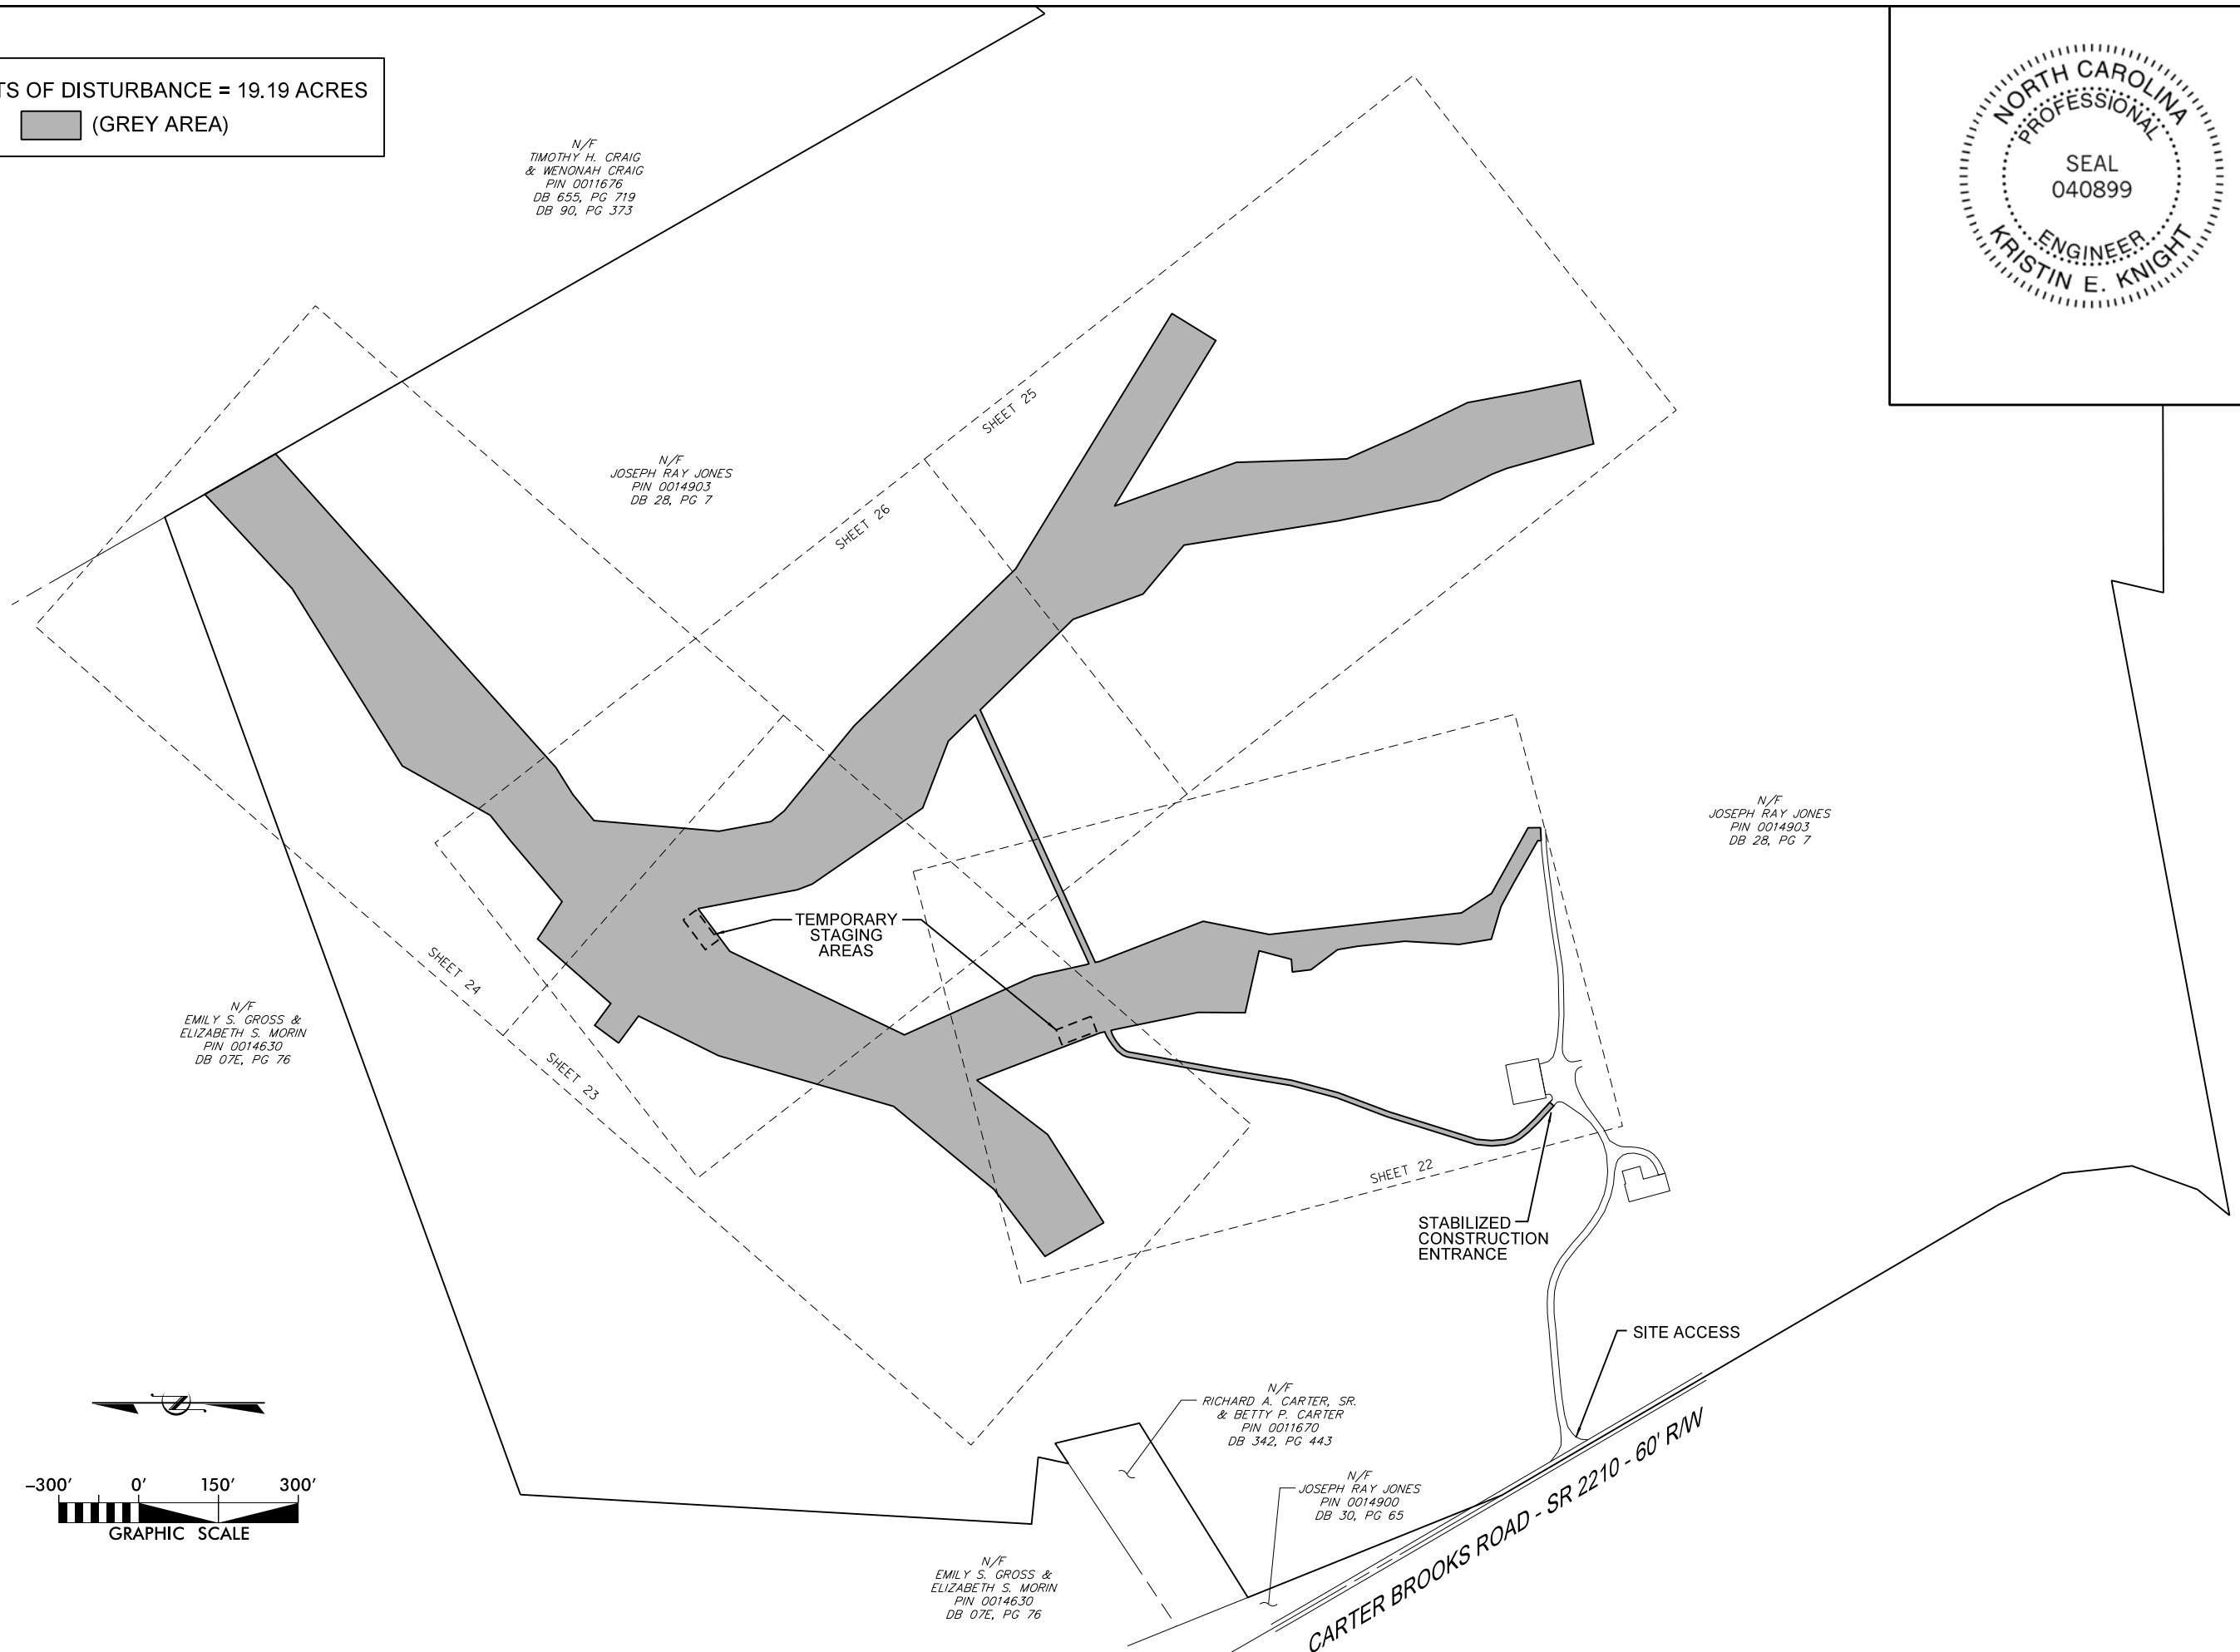 TS OF DISTURBANCE = 19.19 ACRES
(GREY AREA)
N/F
TIMOTHY H. CRAIG
& WENONAH CRAIG
PIN 0011676
DB 655, PG 719
DB 90, PG 373
NORTH CAROLINA
PROFESSIONAL
SEAL
040899
ENGINEER
KRISTIN E. KNIGHT
SHEET 25
N/F
JOSEPH RAY JONES
PIN 0014903
DB 28, PG 7
SHEET 26
N/F
JOSEPH RAY JONES
PIN 0014903
DB 28, PG 7
TEMPORARY
STAGING
AREAS
SHEET 24
N/F
EMILY S. GROSS &
ELIZABETH S. MORIN
PIN 0014630
DB 07E, PG 76
SHEET 23
SHEET 22
STABILIZED
CONSTRUCTION
ENTRANCE
SITE ACCESS
N/F
RICHARD A. CARTER, SR.
& BETTY P. CARTER
PIN 0011670
DB 342, PG 443
N/F
JOSEPH RAY JONES
PIN 0014900
DB 30, PG 65
CARTER BROOKS ROAD - SR 2210 - 60' R/W
-300' 0' 150' 300'
GRAPHIC SCALE
N/F
EMILY S. GROSS &
ELIZABETH S. MORIN
PIN 0014630
DB 07E, PG 76